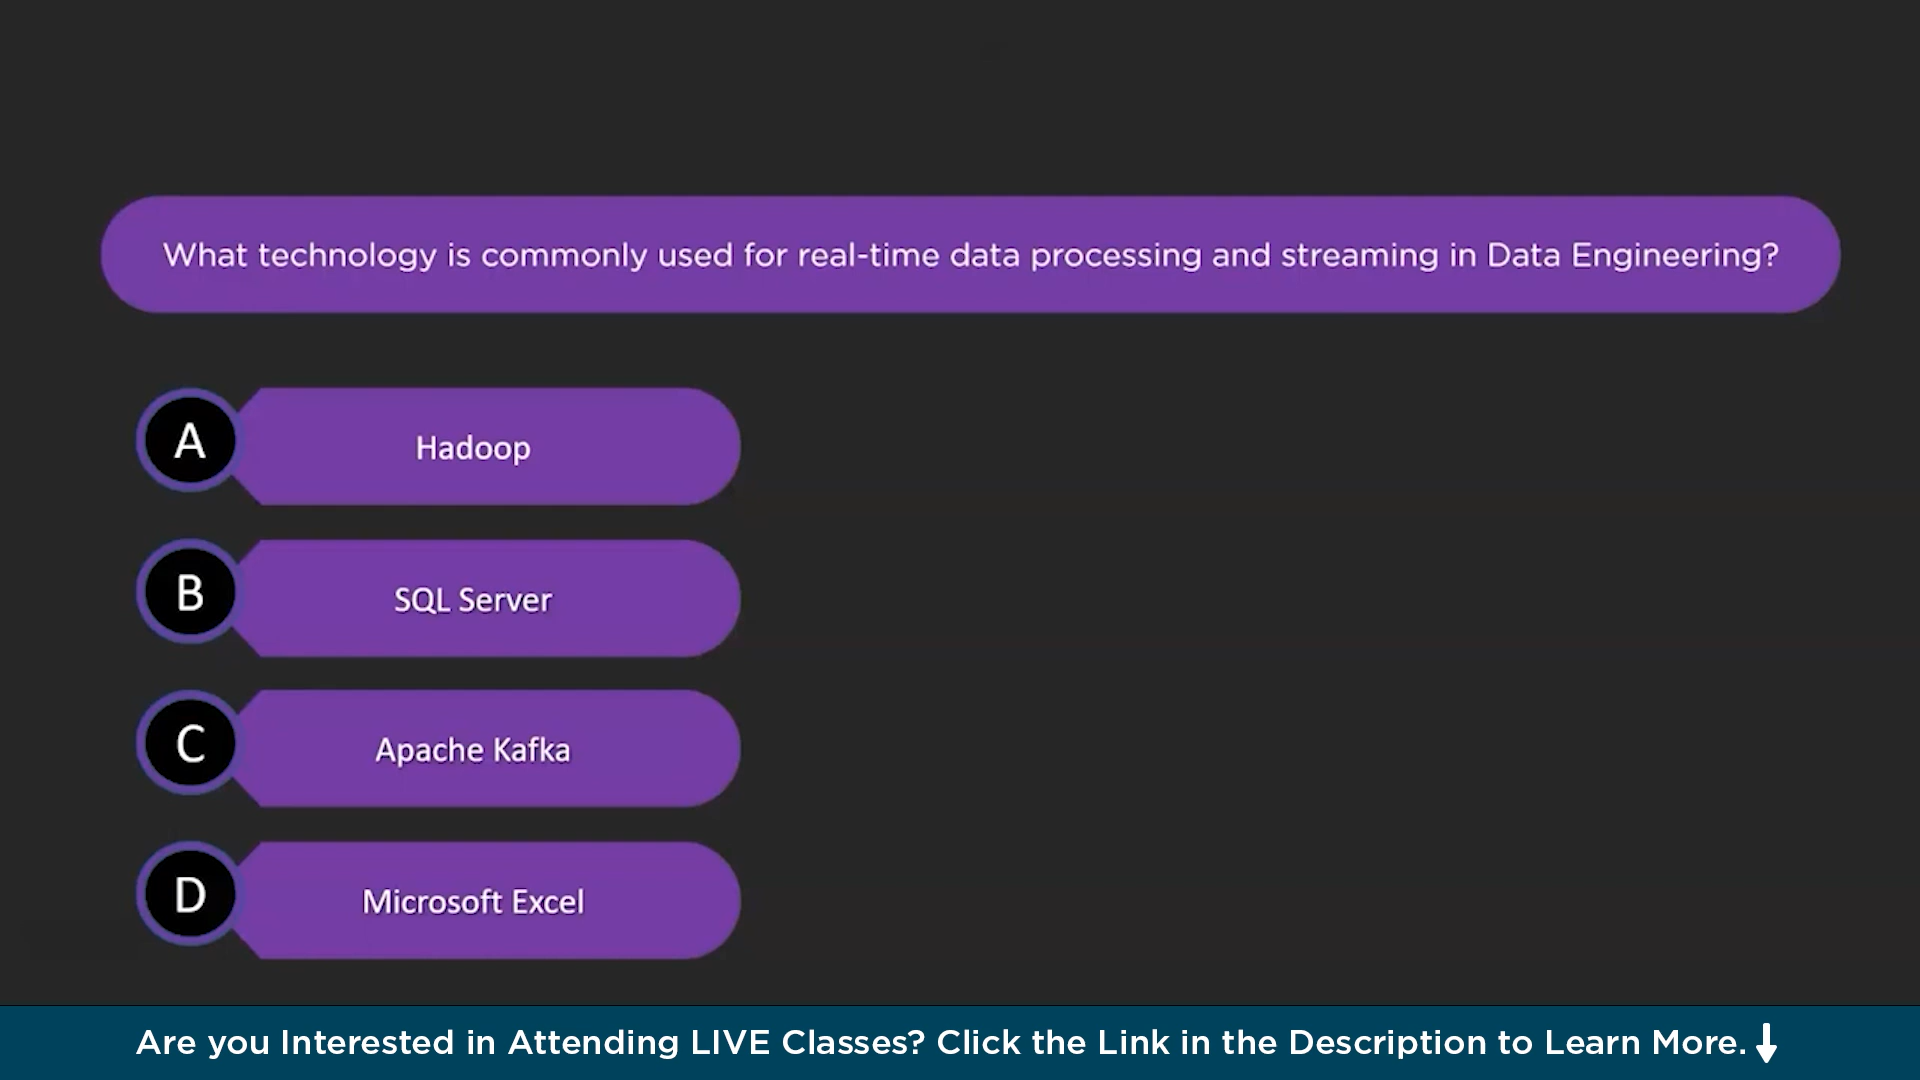 What technology is commonly used for real-time data processing and streaming in Data Engineering?
A
Hadoop
B
SQL Server
C
Apache Kafka
D
Microsoft Excel
Are you Interested in Attending LIVE Classes? Click the Link in the Description to Learn More.